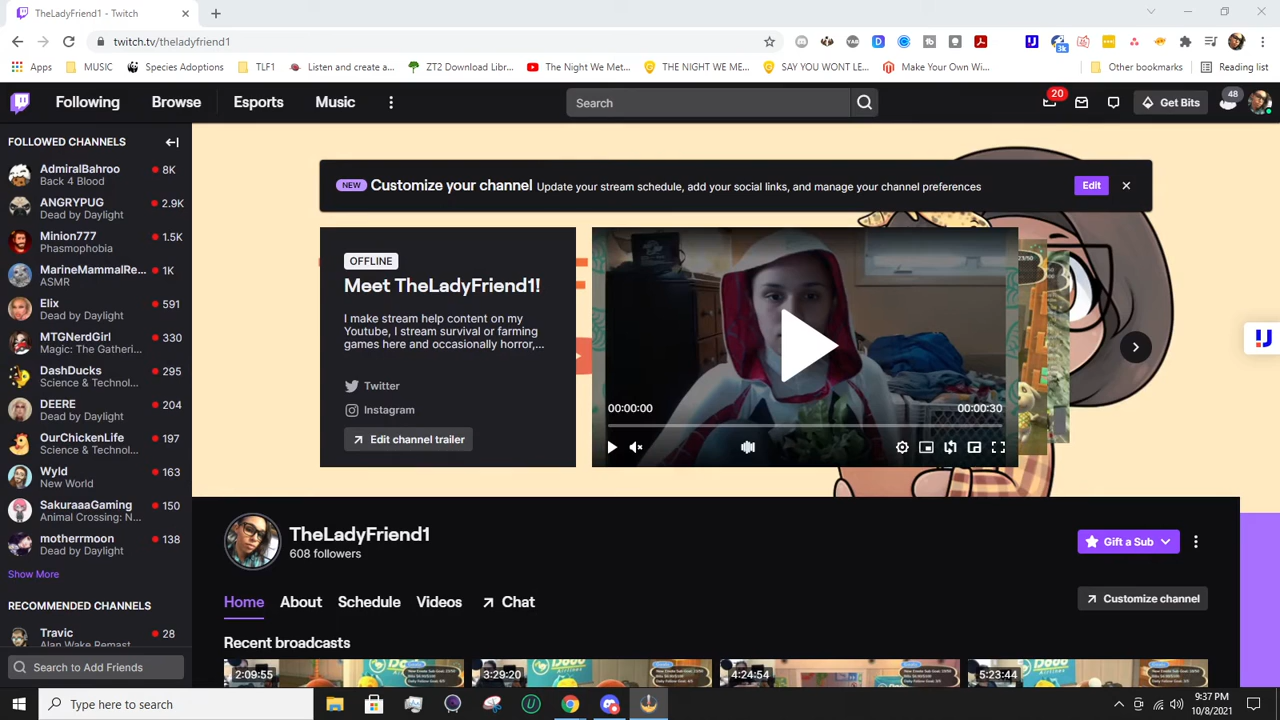 TheLadyFriend1 - Twitch
twitch.tv/theladyfriend1
3k
Apps
MUSIC
Species Adoptions
TLF1
Listen and create a...
ZT2 Download Libr...
The Night We Met...
THE NIGHT WE ME...
SAY YOU WONT LE...
Make Your Own Wi...
Other bookmarks
Reading list
Following
Browse
Esports
Music
Search
20
Get Bits
48
FOLLOWED CHANNELS
AdmiralBahroo 8K
Back 4 Blood
ANGRYPUG 2.9K
Dead by Daylight
Minion777 1.5K
Phasmophobia
MarineMammalRe... 1K
ASMR
Elix 591
Dead by Daylight
MTGNerdGirl 330
Magic: The Gatheri...
DashDucks 295
Science & Technol...
DEERE 204
Dead by Daylight
OurChickenLife 197
Science & Technol...
Wyld 163
New World
SakuraaaGaming 150
Animal Crossing: N...
motherrmoon 138
Dead by Daylight
Show More
RECOMMENDED CHANNELS
Travic 28
Alan Wake Remast...
Search to Add Friends
NEW Customize your channel Update your stream schedule, add your social links, and manage your channel preferences Edit
OFFLINE
Meet TheLadyFriend1!
I make stream help content on my
Youtube, I stream survival or farming
games here and occasionally horror,...
Twitter
Instagram
Edit channel trailer
00:00:00
00:00:30
23/50
TheLadyFriend1
608 followers
Gift a Sub
Home
About
Schedule
Videos
Chat
Customize channel
Recent broadcasts
2:09:55
3:29:20
4:24:54
5:23:44
Type here to search
9:37 PM
10/8/2021